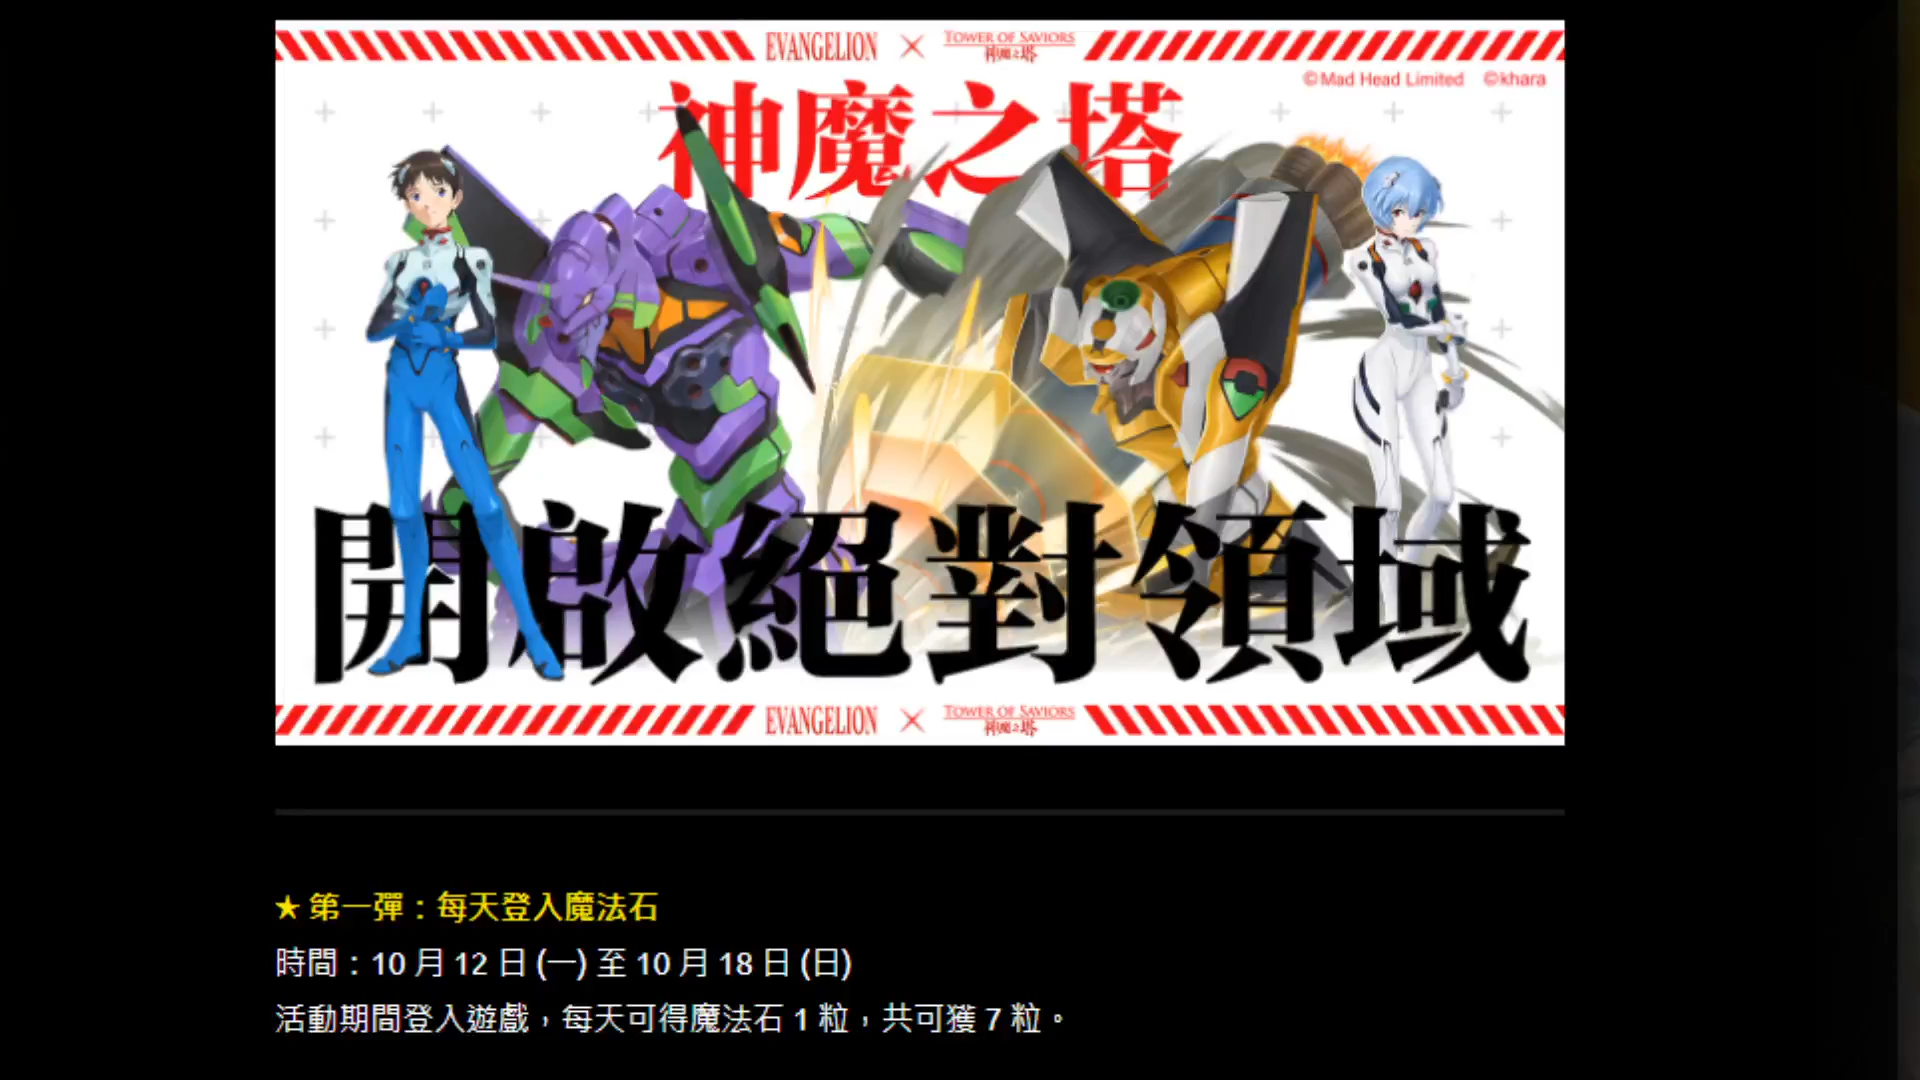 EVANGELION × TOWER OF SAVIORS 神魔之塔
©Mad Head Limited ©khara
神魔之塔
開啟絕對領域
EVANGELION × TOWER OF SAVIORS 神魔之塔
★ 第一彈：每天登入魔法石
時間：10 月 12 日 (一) 至 10 月 18 日 (日)
活動期間登入遊戲，每天可得魔法石 1 粒，共可獲 7 粒。